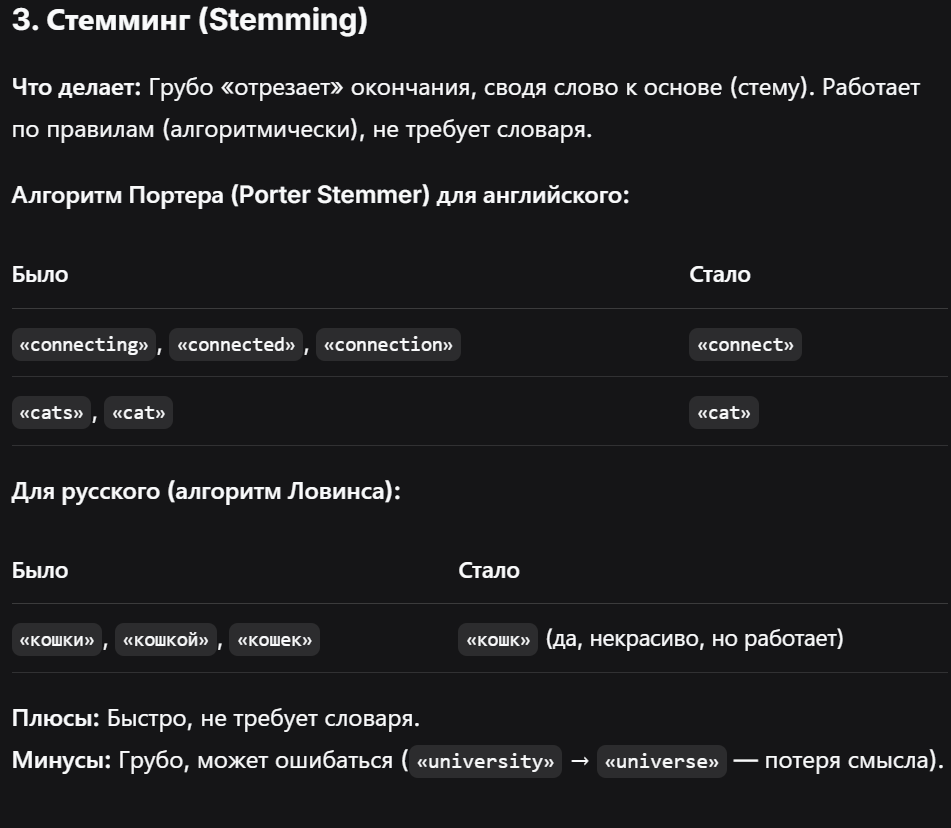 3. Стемминг (Stemming)
Что делает: Грубо «отрезает» окончания, сводя слово к основе (стему). Работает
по правилам (алгоритмически), не требует словаря.
Алгоритм Портера (Porter Stemmer) для английского:
Было Стало
«connecting», «connected», «connection» «connect»
«cats», «cat» «cat»
Для русского (алгоритм Ловинса):
Было Стало
«кошки», «кошкой», «кошек» «кошк» (да, некрасиво, но работает)
Плюсы: Быстро, не требует словаря.
Минусы: Грубо, может ошибаться («university» → «universe» — потеря смысла).